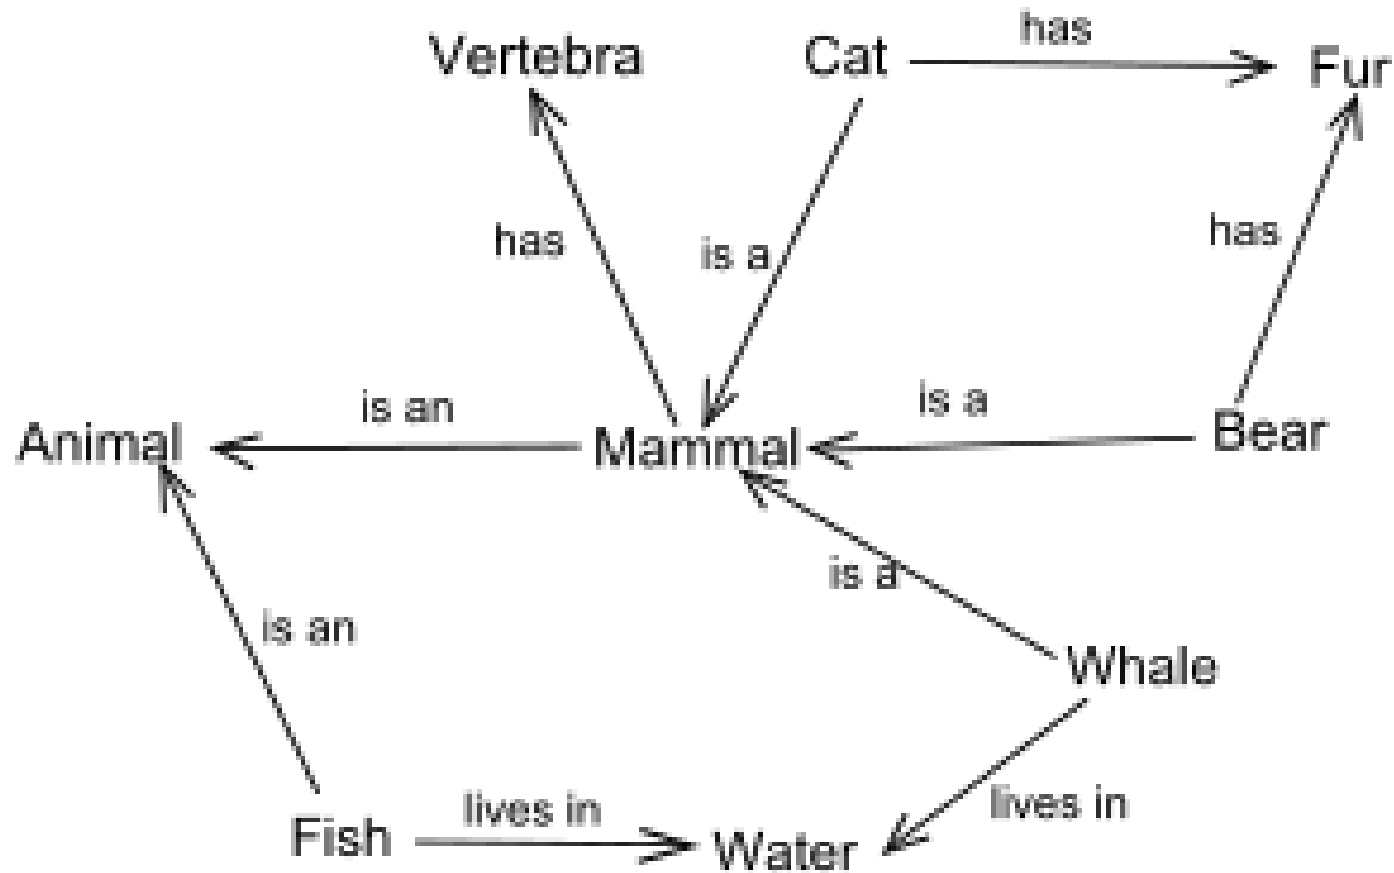 Vertebra
Cat
has
Fur
has
is a
has
Animal
is an
Mammal
is a
Bear
is a
is an
Whale
Fish
lives in
Water
lives in